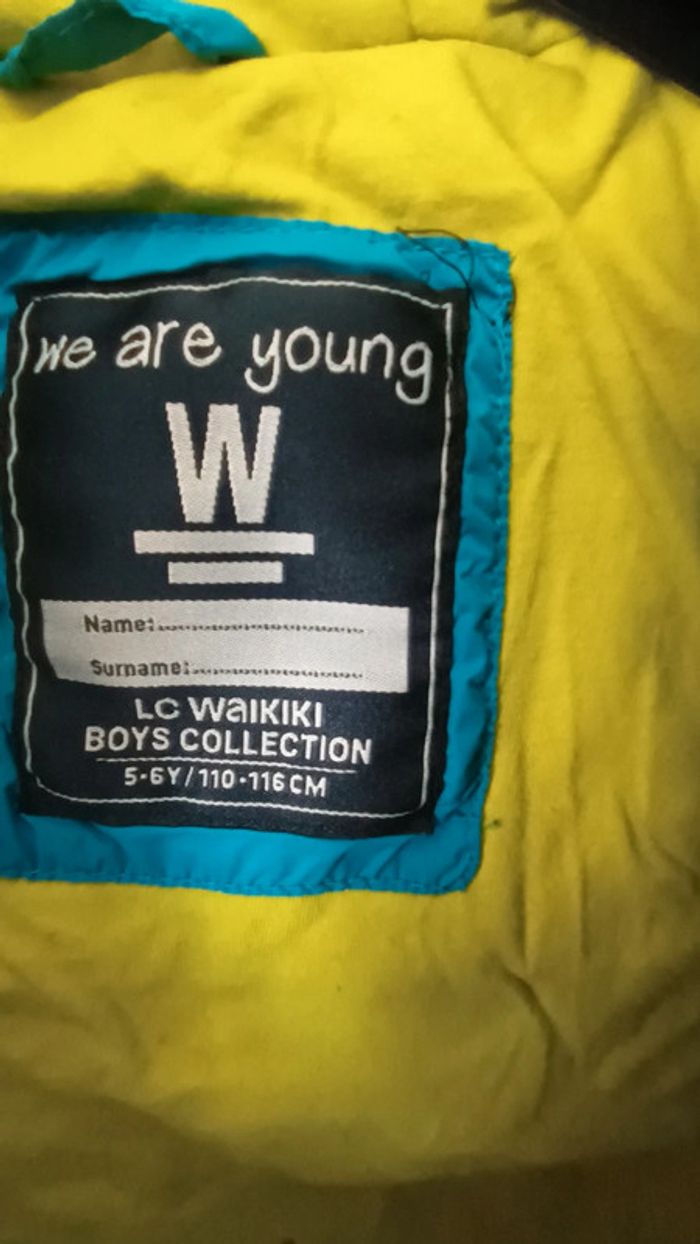 we are young
W
Name:........................
Surname:........................
LC WAIKIKI
BOYS COLLECTION
5-6Y/110-116CM